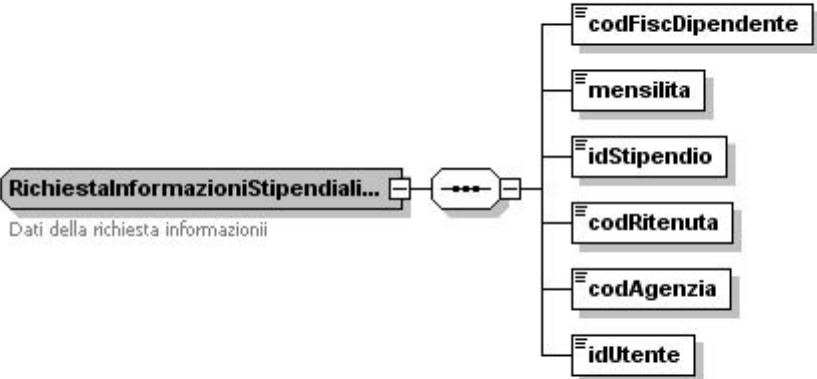 codFiscDipendente
mensilita
idStipendio
RichiestaInformazioniStipendiali...
Dati della richiesta informazionii
codRitenuta
codAgenzia
idUtente